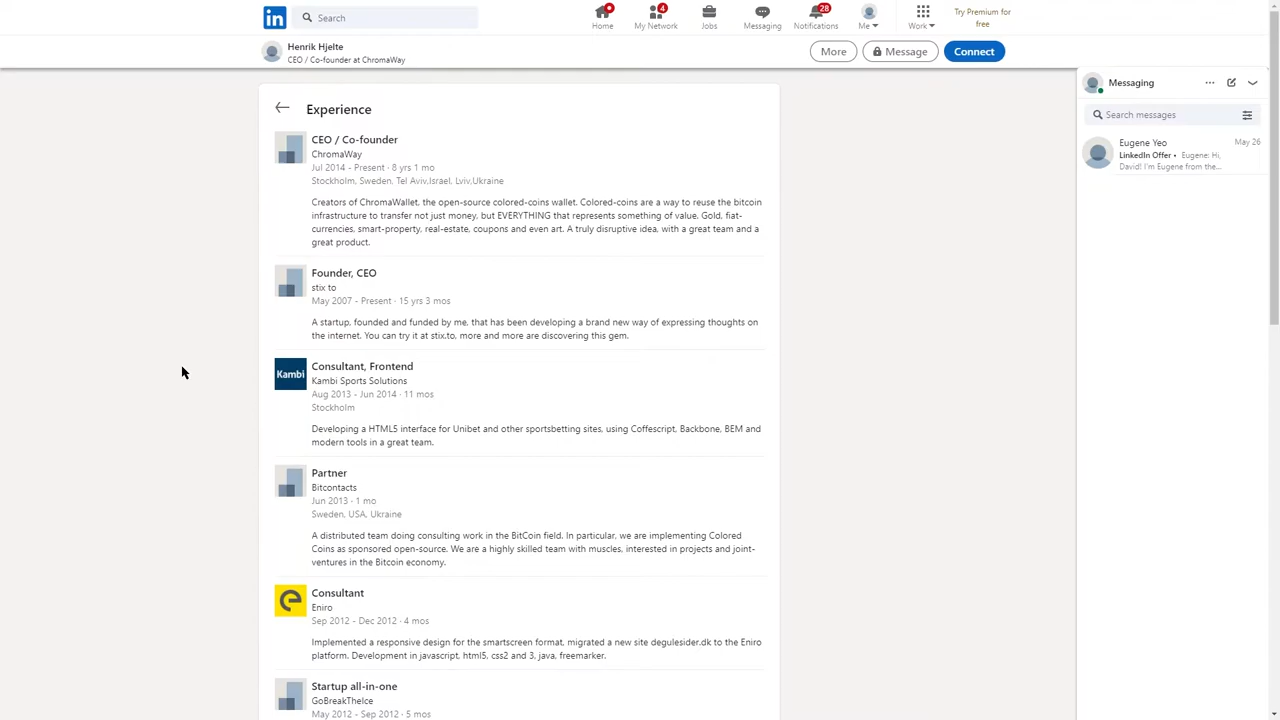 in
Search
Home
4
My Network
Jobs
Messaging
28
Notifications
Me
Work
Try Premium for
free
Henrik Hjelte
CEO / Co-founder at ChromaWay
More
Message
Connect
Messaging
Search messages
Eugene Yeo
May 26
LinkedIn Offer • Eugene: Hi,
David! I'm Eugene from the...
Experience
CEO / Co-founder
ChromaWay
Jul 2014 - Present · 8 yrs 1 mo
Stockholm, Sweden, Tel Aviv,Israel, Lviv,Ukraine
Creators of ChromaWallet, the open-source colored-coins wallet. Colored-coins are a way to reuse the bitcoin
infrastructure to transfer not just money, but EVERYTHING that represents something of value. Gold, fiat-
currencies, smart-property, real-estate, coupons and even art. A truly disruptive idea, with a great team and a
great product.
Founder, CEO
stix to
May 2007 - Present · 15 yrs 3 mos
A startup, founded and funded by me, that has been developing a brand new way of expressing thoughts on
the internet. You can try it at stix.to, more and more are discovering this gem.
Kambi
Consultant, Frontend
Kambi Sports Solutions
Aug 2013 - Jun 2014 · 11 mos
Stockholm
Developing a HTML5 interface for Unibet and other sportsbetting sites, using Coffescript, Backbone, BEM and
modern tools in a great team.
Partner
Bitcontacts
Jun 2013 · 1 mo
Sweden, USA, Ukraine
A distributed team doing consulting work in the BitCoin field. In particular, we are implementing Colored
Coins as sponsored open-source. We are a highly skilled team with muscles, interested in projects and joint-
ventures in the Bitcoin economy.
Consultant
Eniro
Sep 2012 - Dec 2012 · 4 mos
Implemented a responsive design for the smartscreen format, migrated a new site degulesider.dk to the Eniro
platform. Development in javascript, html5, css2 and 3, java, freemarker.
Startup all-in-one
GoBreakTheIce
May 2012 - Sep 2012 · 5 mos